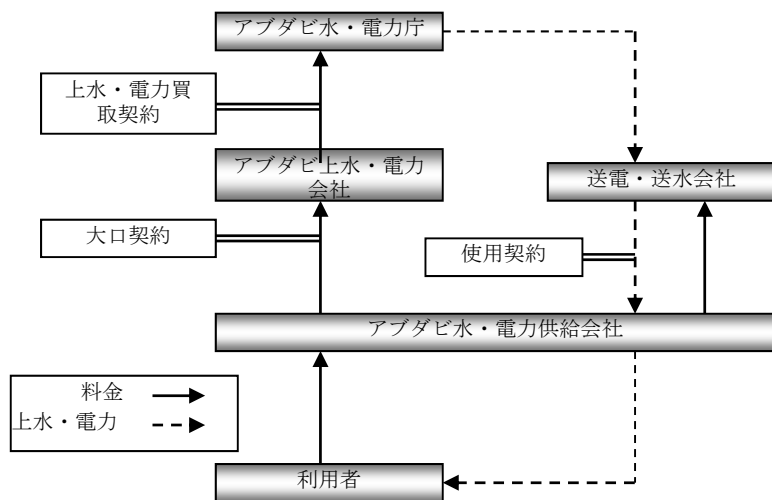 アブダビ水・電力庁
上水・電力買
取契約
アブダビ上水・電力
会社
送電・送水会社
大口契約
使用契約
アブダビ水・電力供給会社
料金
上水・電力
利用者